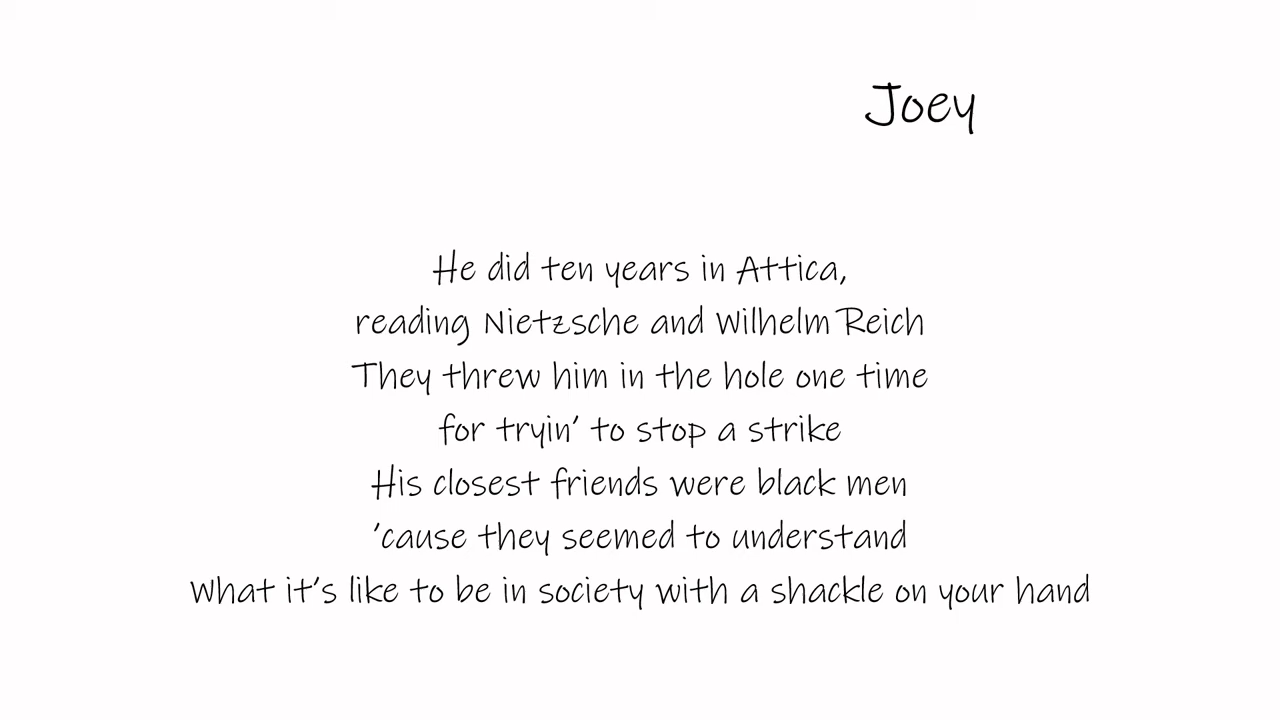 Joey
He did ten years in Attica,
reading Nietzsche and Wilhelm Reich
They threw him in the hole one time
for tryin’ to stop a strike
His closest friends were black men
’cause they seemed to understand
What it’s like to be in society with a shackle on your hand